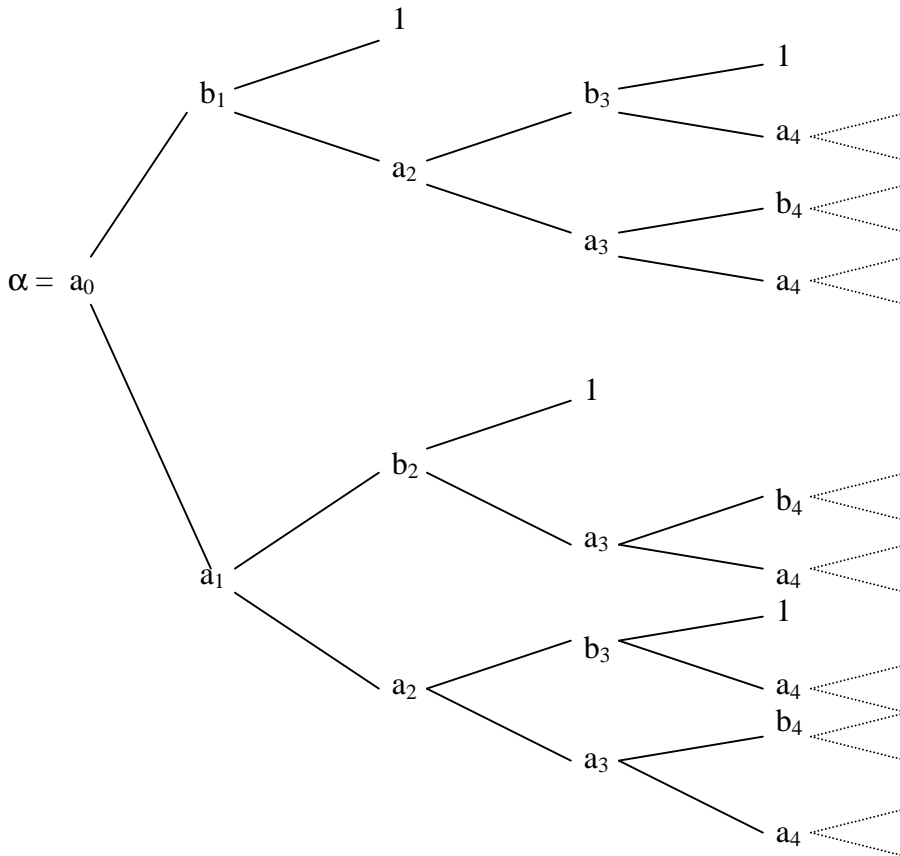 1
1
b₁
b₃
a₄
a₂
b₄
a₃
α = a₀
a₄
1
b₂
b₄
a₃
a₁
a₄
1
b₃
a₂
a₄
b₄
a₃
a₄